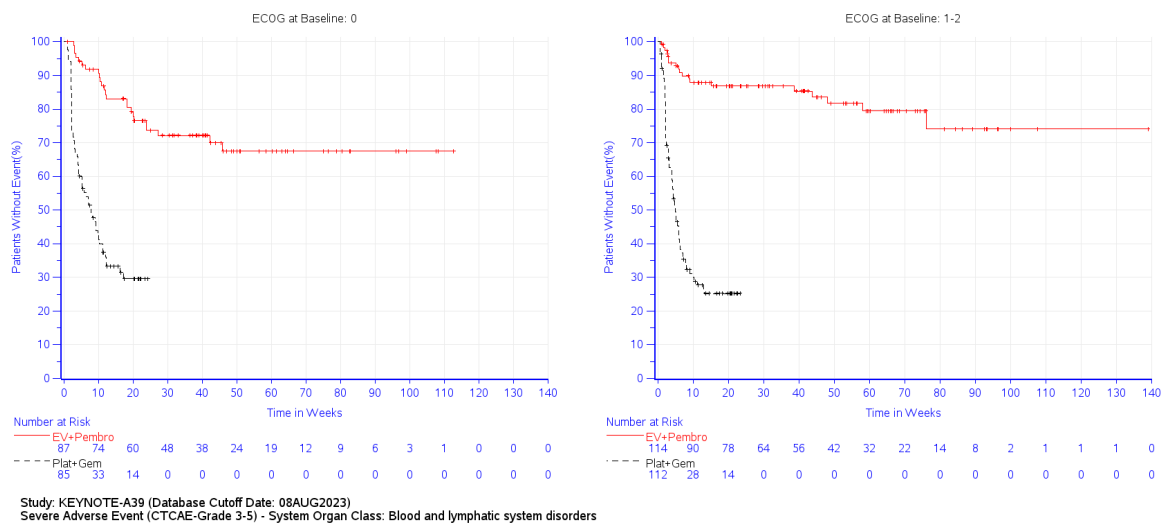 ECOG at Baseline: 0
Patients Without Event(%)
100
90
80
70
60
50
40
30
20
10
0
0 10 20 30 40 50 60 70 80 90 100 110 120 130 140
Time in Weeks
Number at Risk
EV+Pembro
87 74 60 48 38 24 19 12 9 6 3 1 0 0 0
Plat+Gem
85 33 14 0 0 0 0 0 0 0 0 0 0 0 0
ECOG at Baseline: 1-2
Patients Without Event(%)
100
90
80
70
60
50
40
30
20
10
0
0 10 20 30 40 50 60 70 80 90 100 110 120 130 140
Time in Weeks
Number at Risk
EV+Pembro
114 90 78 64 56 42 32 22 14 8 2 1 1 1 0
Plat+Gem
112 28 14 0 0 0 0 0 0 0 0 0 0 0 0
Study: KEYNOTE-A39 (Database Cutoff Date: 08AUG2023)
Severe Adverse Event (CTCAE-Grade 3-5) - System Organ Class: Blood and lymphatic system disorders